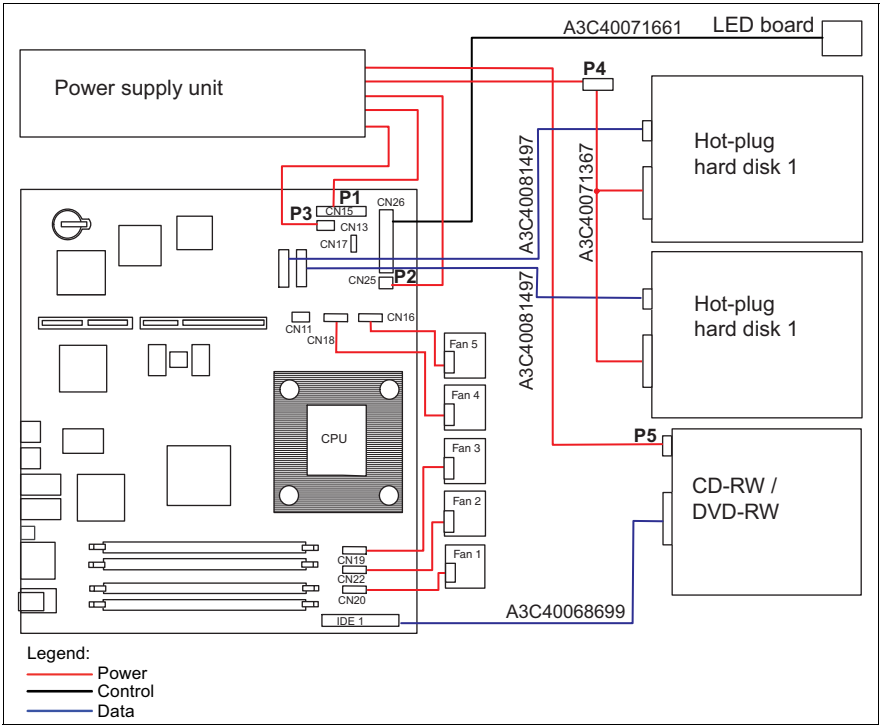 A3C40071661
LED board
Power supply unit
P4
Hot-plug
hard disk 1
A3C40081497
A3C40071367
P1
CN15
CN26
P3
CN13
CN17
CN25
P2
Hot-plug
hard disk 1
A3C40081497
CN11
CN18
CN16
Fan 5
Fan 4
CPU
Fan 3
P5
CD-RW /
DVD-RW
Fan 2
Fan 1
CN19
CN22
CN20
IDE 1
A3C40068699
Legend:
Power
Control
Data